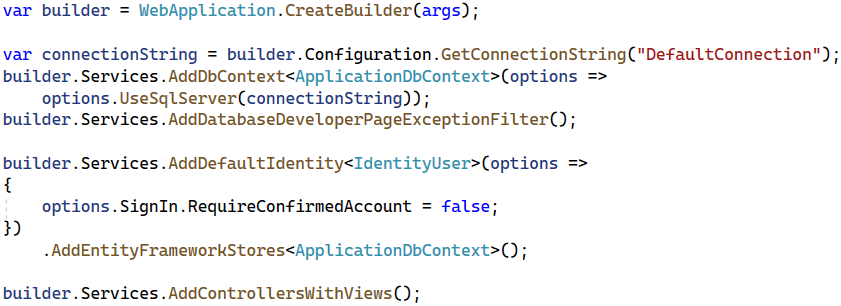 var builder = WebApplication.CreateBuilder(args);
var connectionString = builder.Configuration.GetConnectionString("DefaultConnection");
builder.Services.AddDbContext<ApplicationDbContext>(options =>
    options.UseSqlServer(connectionString));
builder.Services.AddDatabaseDeveloperPageExceptionFilter();
builder.Services.AddDefaultIdentity<IdentityUser>(options =>
{
    options.SignIn.RequireConfirmedAccount = false;
})
    .AddEntityFrameworkStores<ApplicationDbContext>();
builder.Services.AddControllersWithViews();